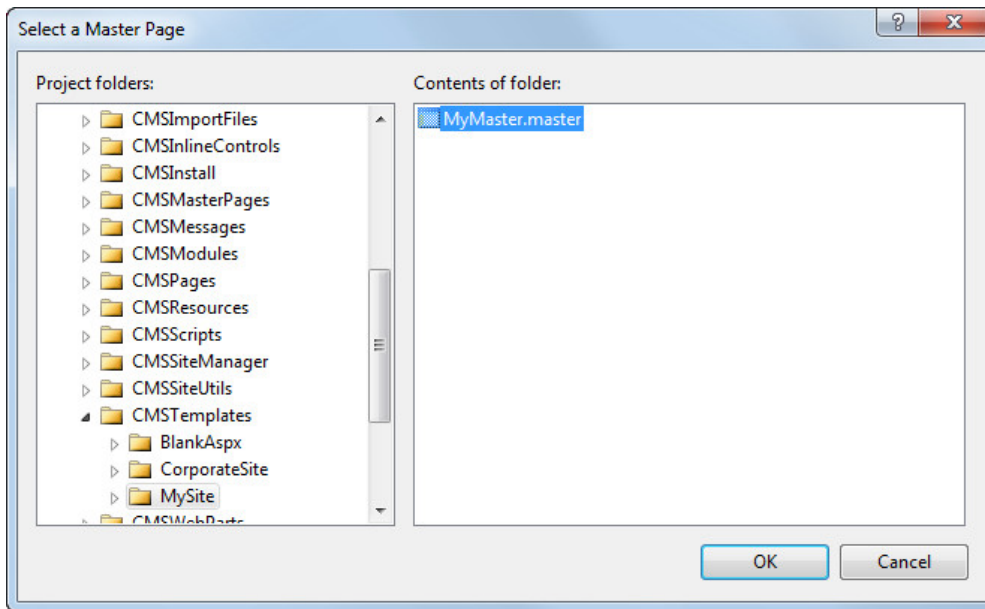 Select a Master Page
Project folders:
CMSImportFiles
CMSInlineControls
CMSInstall
CMSMasterPages
CMSMessages
CMSModules
CMSPages
CMSResources
CMSScripts
CMSSiteManager
CMSSiteUtils
CMSTemplates
BlankAspx
CorporateSite
MySite
CMSWebParts
Contents of folder:
MyMaster.master
OK
Cancel